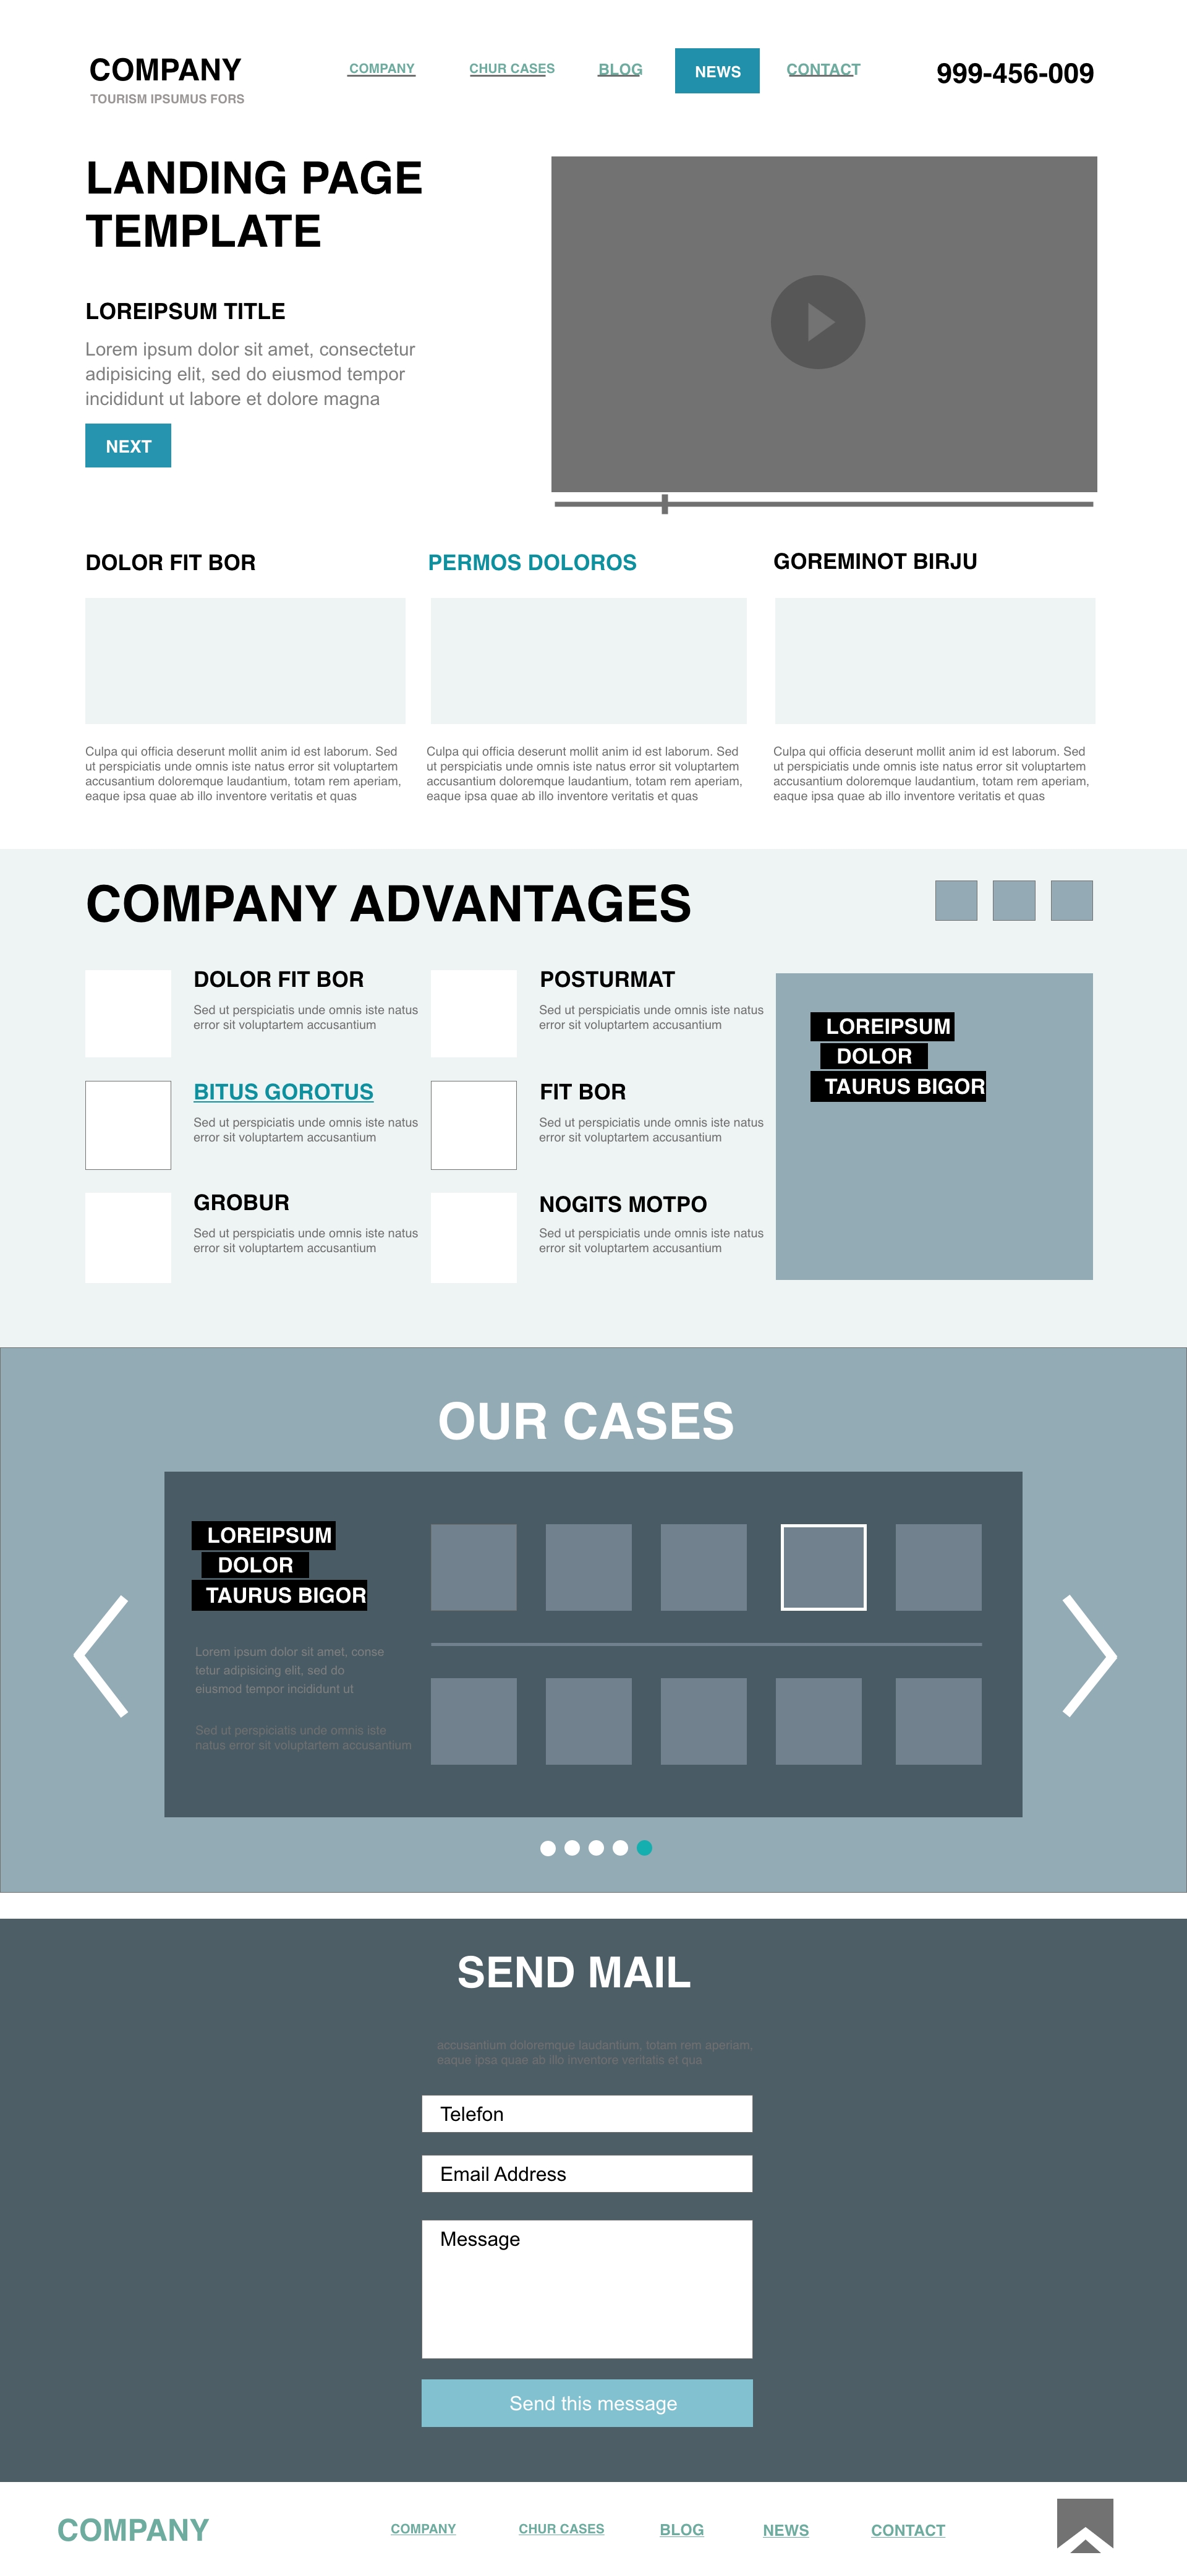 COMPANY
TOURISM IPSUMUS FORS
COMPANY
CHUR CASES
BLOG
NEWS
CONTACT
999-456-009
LANDING PAGE
TEMPLATE
LOREIPSUM TITLE
Lorem ipsum dolor sit amet, consectetur
adipisicing elit, sed do eiusmod tempor
incididunt ut labore et dolore magna
NEXT
DOLOR FIT BOR
Culpa qui officia deserunt mollit anim id est laborum. Sed
ut perspiciatis unde omnis iste natus error sit voluptartem
accusantium doloremque laudantium, totam rem aperiam,
eaque ipsa quae ab illo inventore veritatis et quas
PERMOS DOLOROS
Culpa qui officia deserunt mollit anim id est laborum. Sed
ut perspiciatis unde omnis iste natus error sit voluptartem
accusantium doloremque laudantium, totam rem aperiam,
eaque ipsa quae ab illo inventore veritatis et quas
GOREMINOT BIRJU
Culpa qui officia deserunt mollit anim id est laborum. Sed
ut perspiciatis unde omnis iste natus error sit voluptartem
accusantium doloremque laudantium, totam rem aperiam,
eaque ipsa quae ab illo inventore veritatis et quas
COMPANY ADVANTAGES
DOLOR FIT BOR
Sed ut perspiciatis unde omnis iste natus
error sit voluptartem accusantium
BITUS GOROTUS
Sed ut perspiciatis unde omnis iste natus
error sit voluptartem accusantium
GROBUR
Sed ut perspiciatis unde omnis iste natus
error sit voluptartem accusantium
POSTURMAT
Sed ut perspiciatis unde omnis iste natus
error sit voluptartem accusantium
FIT BOR
Sed ut perspiciatis unde omnis iste natus
error sit voluptartem accusantium
NOGITS MOTPO
Sed ut perspiciatis unde omnis iste natus
error sit voluptartem accusantium
LOREIPSUM
DOLOR
TAURUS BIGOR
OUR CASES
LOREIPSUM
DOLOR
TAURUS BIGOR
Lorem ipsum dolor sit amet, conse
tetur adipisicing elit, sed do
eiusmod tempor incididunt ut
Sed ut perspiciatis unde omnis iste
natus error sit voluptartem accusantium
SEND MAIL
accusantium doloremque laudantium, totam rem aperiam,
eaque ipsa quae ab illo inventore veritatis et qua
Telefon
Email Address
Message
Send this message
COMPANY
COMPANY
CHUR CASES
BLOG
NEWS
CONTACT